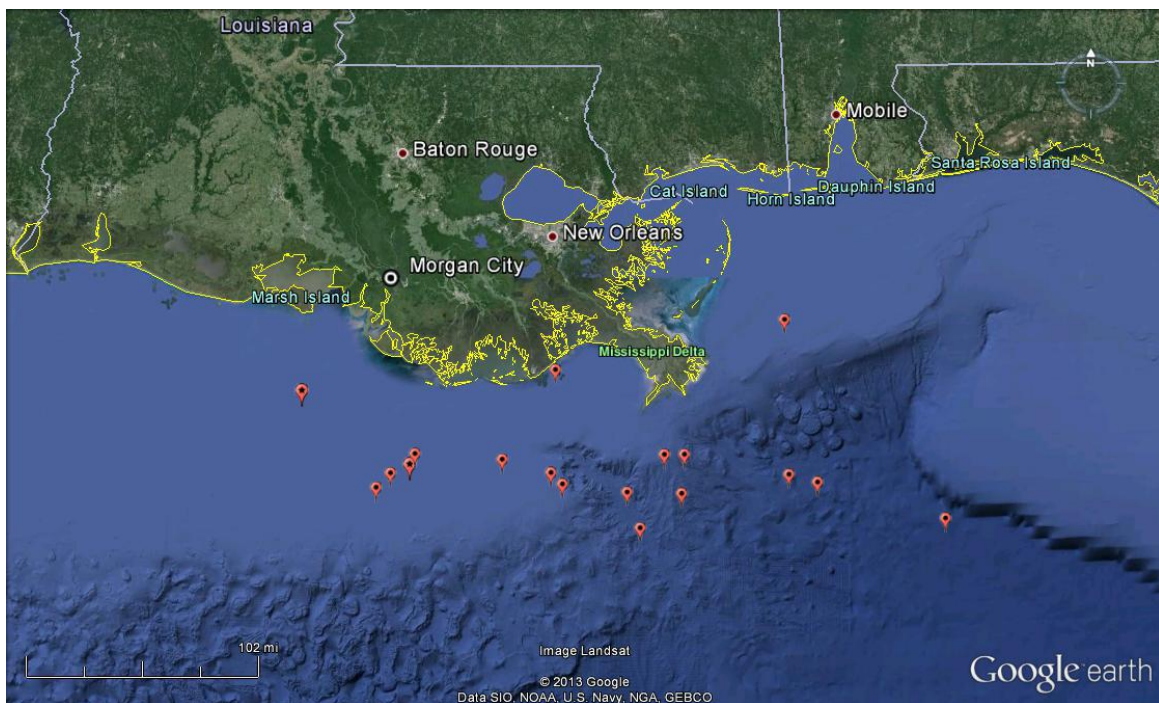 Louisiana
N
Mobile
Baton Rouge
Santa Rosa Island
Cat Island
Dauphin Island
Horn Island
New Orleans
Morgan City
Marsh Island
Mississippi Delta
102 mi
Image Landsat
© 2013 Google
Data SIO, NOAA, U.S. Navy, NGA, GEBCO
Google earth